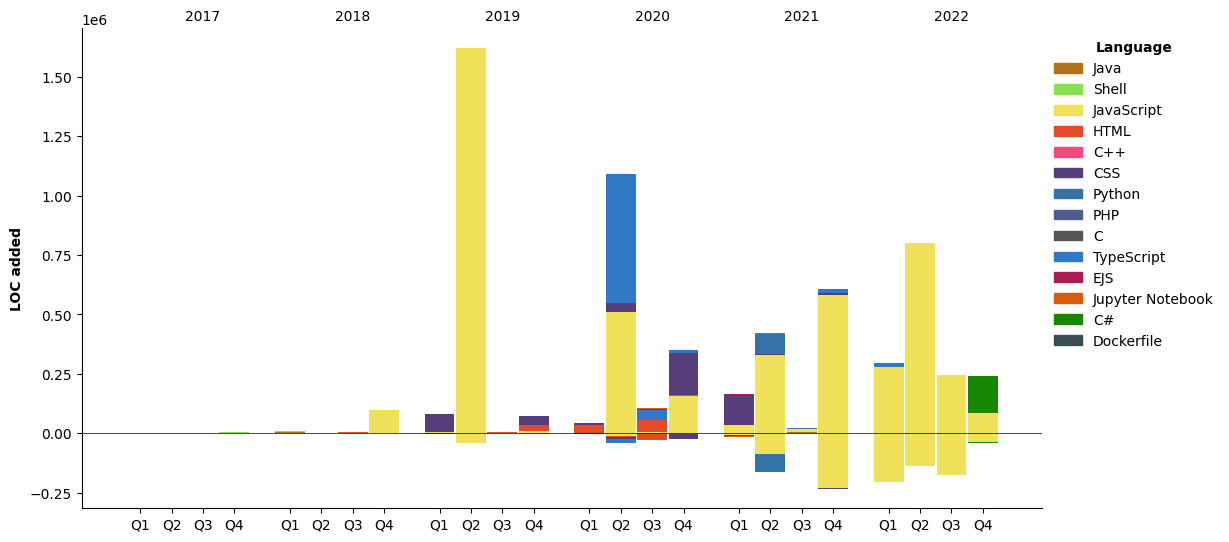 1e6
2017 2018 2019 2020 2021 2022
Language
Java
Shell
JavaScript
HTML
C++
CSS
Python
PHP
C
TypeScript
EJS
Jupyter Notebook
C#
Dockerfile
LOC added
1.50
1.25
1.00
0.75
0.50
0.25
0.00
−0.25
Q1 Q2 Q3 Q4 Q1 Q2 Q3 Q4 Q1 Q2 Q3 Q4 Q1 Q2 Q3 Q4 Q1 Q2 Q3 Q4 Q1 Q2 Q3 Q4